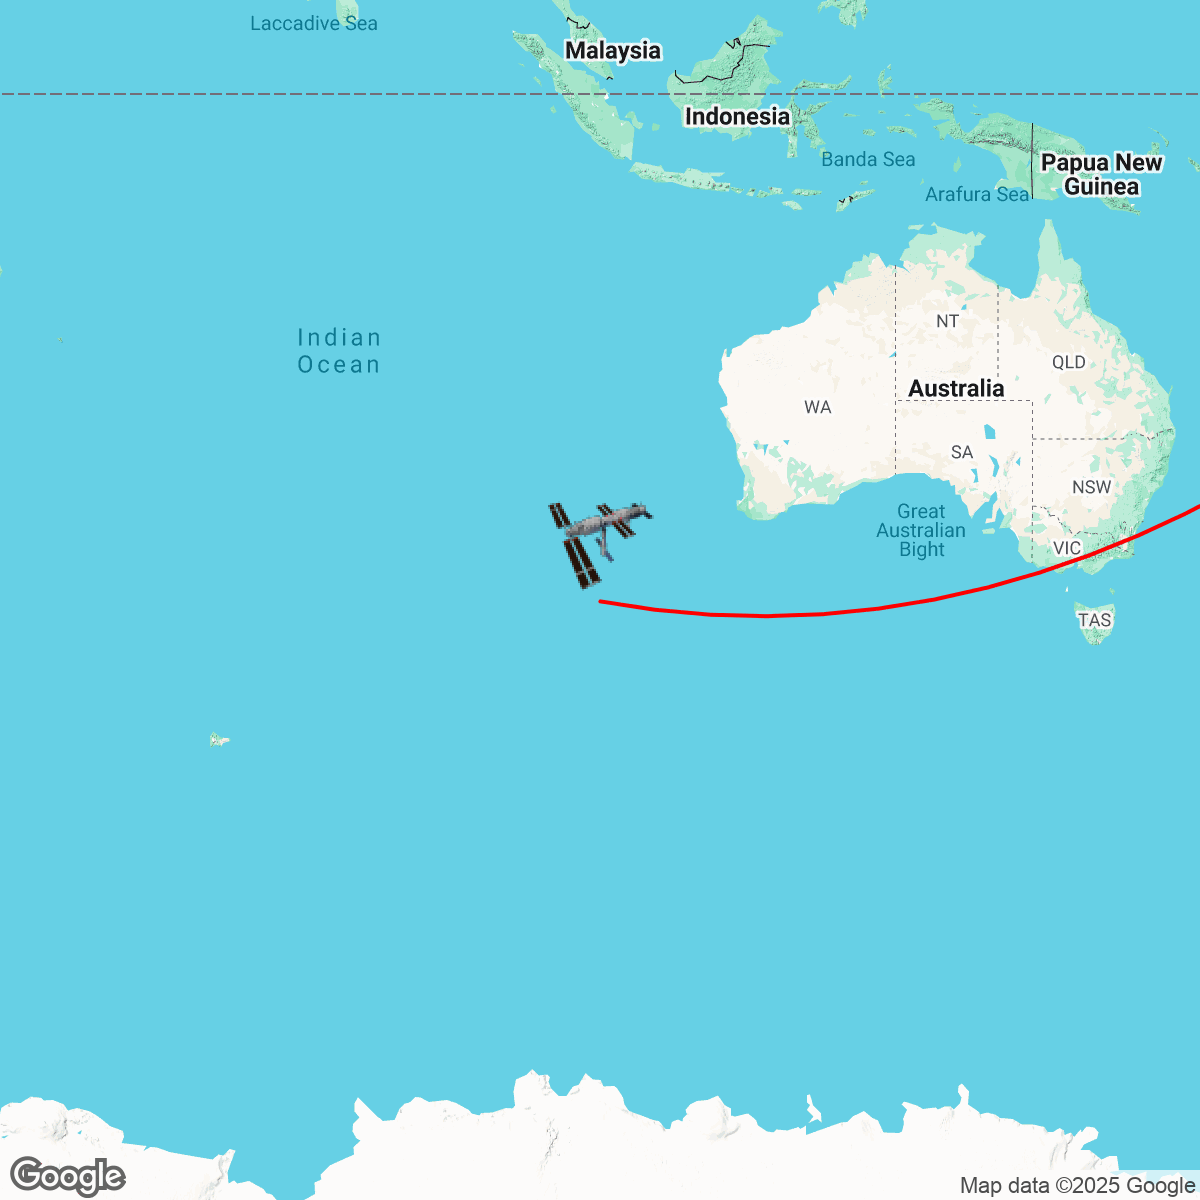 Laccadive Sea
Malaysia
Indonesia
Banda Sea
Papua New
Guinea
Arafura Sea
NT
Indian
Ocean
QLD
Australia
WA
SA
NSW
Great
Australian
Bight
VIC
TAS
Google
Map data ©2025 Google